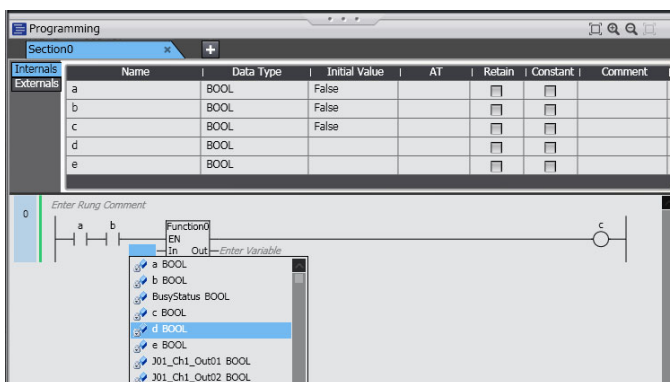 Programming
Section0 × +
Internals
Externals
Name Data Type Initial Value AT Retain Constant Comment
a BOOL False
b BOOL False
c BOOL False
d BOOL
e BOOL
0
Enter Rung Comment
a b c
Function0
EN
In Out Enter Variable
a BOOL
b BOOL
BusyStatus BOOL
c BOOL
d BOOL
e BOOL
J01_Ch1_Out01 BOOL
J01_Ch1_Out02 BOOL